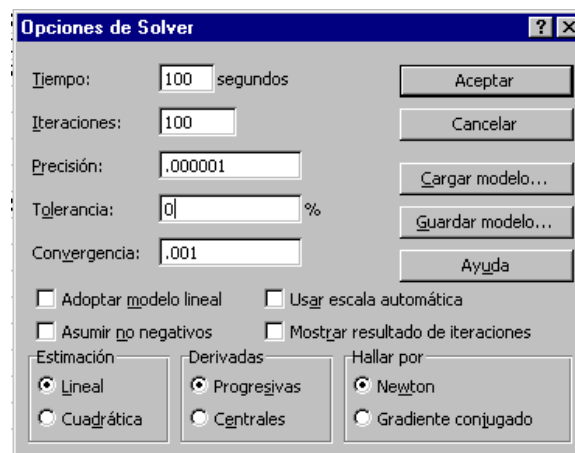 Opciones de Solver
Tiempo: 100 segundos
Aceptar
Iteraciones: 100
Cancelar
Precisión: .000001
Cargar modelo...
Tolerancia: 0 %
Guardar modelo...
Convergencia: .001
Ayuda
Adoptar modelo lineal
Usar escala automática
Asumir no negativos
Mostrar resultado de iteraciones
Estimación
Lineal
Cuadrática
Derivadas
Progresivas
Centrales
Hallar por
Newton
Gradiente conjugado